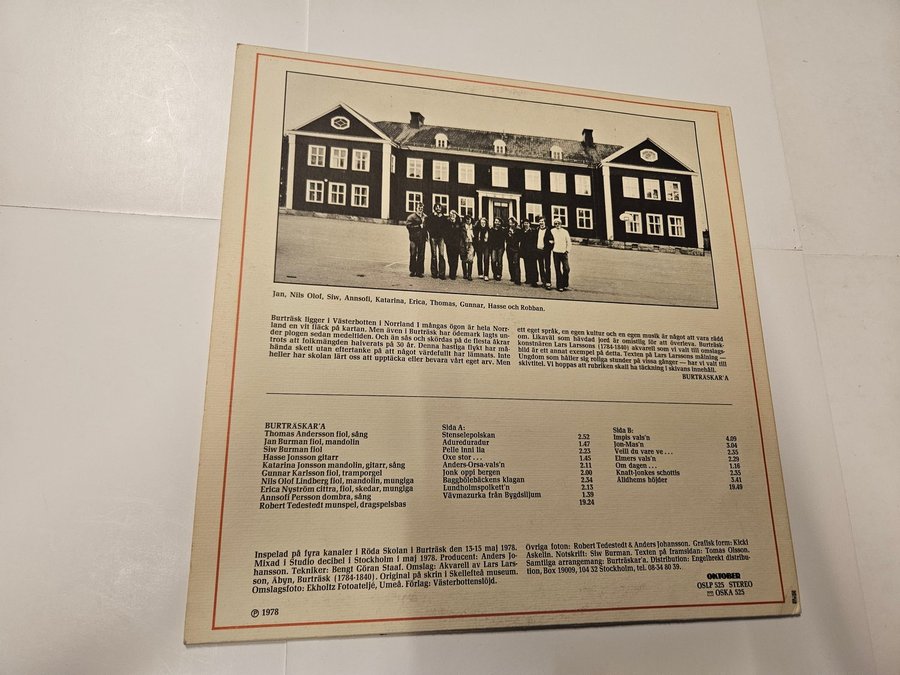 Jan, Nils Olof, Siw, Annsofi, Katarina, Erica, Thomas, Gunnar, Hasse och Robban.
Burträsk ligger i Västerbotten i Norrland I mångas ögon är hela Norr-
land en vit fläck på kartan. Men även i Burträsk har ödemark lagts un-
der plogen sedan medeltiden. Och än sås och skördas på de flesta åkrar
trots att folkmängden halverats på 30 år. Denna hastiga flykt har må-
hända skett utan eftertanke på att något värdefullt har lämnats. Inte
heller har skolan lärt oss att upptäcka eller bevara vårt eget arv. Men
ett eget språk, en egen kultur och en egen musik är något att vara rädd
om. Likaväl som hävdad jord är omistlig för att överleva. Burträsk-
konstnären Lars Larssons (1784-1840) akvarell som vi valt till omslags-
bild är ett annat exempel på detta. Texten på Lars Larssons målning —
Ungdom som håller sig roliga stunder på vissa gånger — har vi valt till
skivtitel. Vi hoppas att rubriken skall ha täckning i skivans innehåll.
BURTRÄSKAR'A
BURTRÄSKAR'A
Thomas Andersson fiol, sång
Jan Burman fiol, mandolin
Siw Burman fiol
Hasse Jonsson gitarr
Katarina Jonsson mandolin, gitarr, sång
Gunnar Karlsson fiol, tramporgel
Nils Olof Lindberg fiol, mandolin, mungiga
Erica Nyström cittra, fiol, skedar, mungiga
Annsofi Persson dombra, sång
Robert Tedestedt munspel, dragspelsbas
Sida A:
Stenselepolskan 2.52
Adureduradur 1.47
Pelle inni lia 2.23
Oxe stor . . . 1.45
Anders-Orsa-vals'n 2.11
Jonk oppi bergen 2.00
Baggbölebäckens klagan 2.34
Lundholmspolkett'n 2.13
Vävmazurka från Bygdsiljum 1.39
19.24
Sida B:
Impis vals'n 4.09
Jon-Mas'n 3.04
Veill du vare ve . . . 2.35
Elmers vals'n 2.29
Om dagen . . . 1.16
Knaft-Jonkes schottis 2.35
Älidhems höjder 3.41
19.49
Inspelad på fyra kanaler i Röda Skolan i Burträsk den 13-15 maj 1978.
Mixad i Studio decibel i Stockholm i maj 1978. Producent: Anders Jo-
hansson. Tekniker: Bengt Göran Staaf. Omslag: Akvarell av Lars Lars-
son, Åbyn, Burträsk (1784-1840). Original på skrin i Skellefteå museum.
Omslagsfoto: Ekholtz Fotoateljé, Umeå. Förlag: Västerbottenslöjd.
Övriga foton: Robert Tedestedt & Anders Johansson. Grafisk form: Kicki
Askelin. Notskrift: Siw Burman. Texten på framsidan: Tomas Olsson.
Samtliga arrangemang: Burträskar'a. Distribution: Engelbrekt distribu-
tion, Box 19009, 104 32 Stockholm, tel. 08-34 80 39.
OKTOBER
OSLP 525 STEREO
OSKA 525
Ⓟ 1978